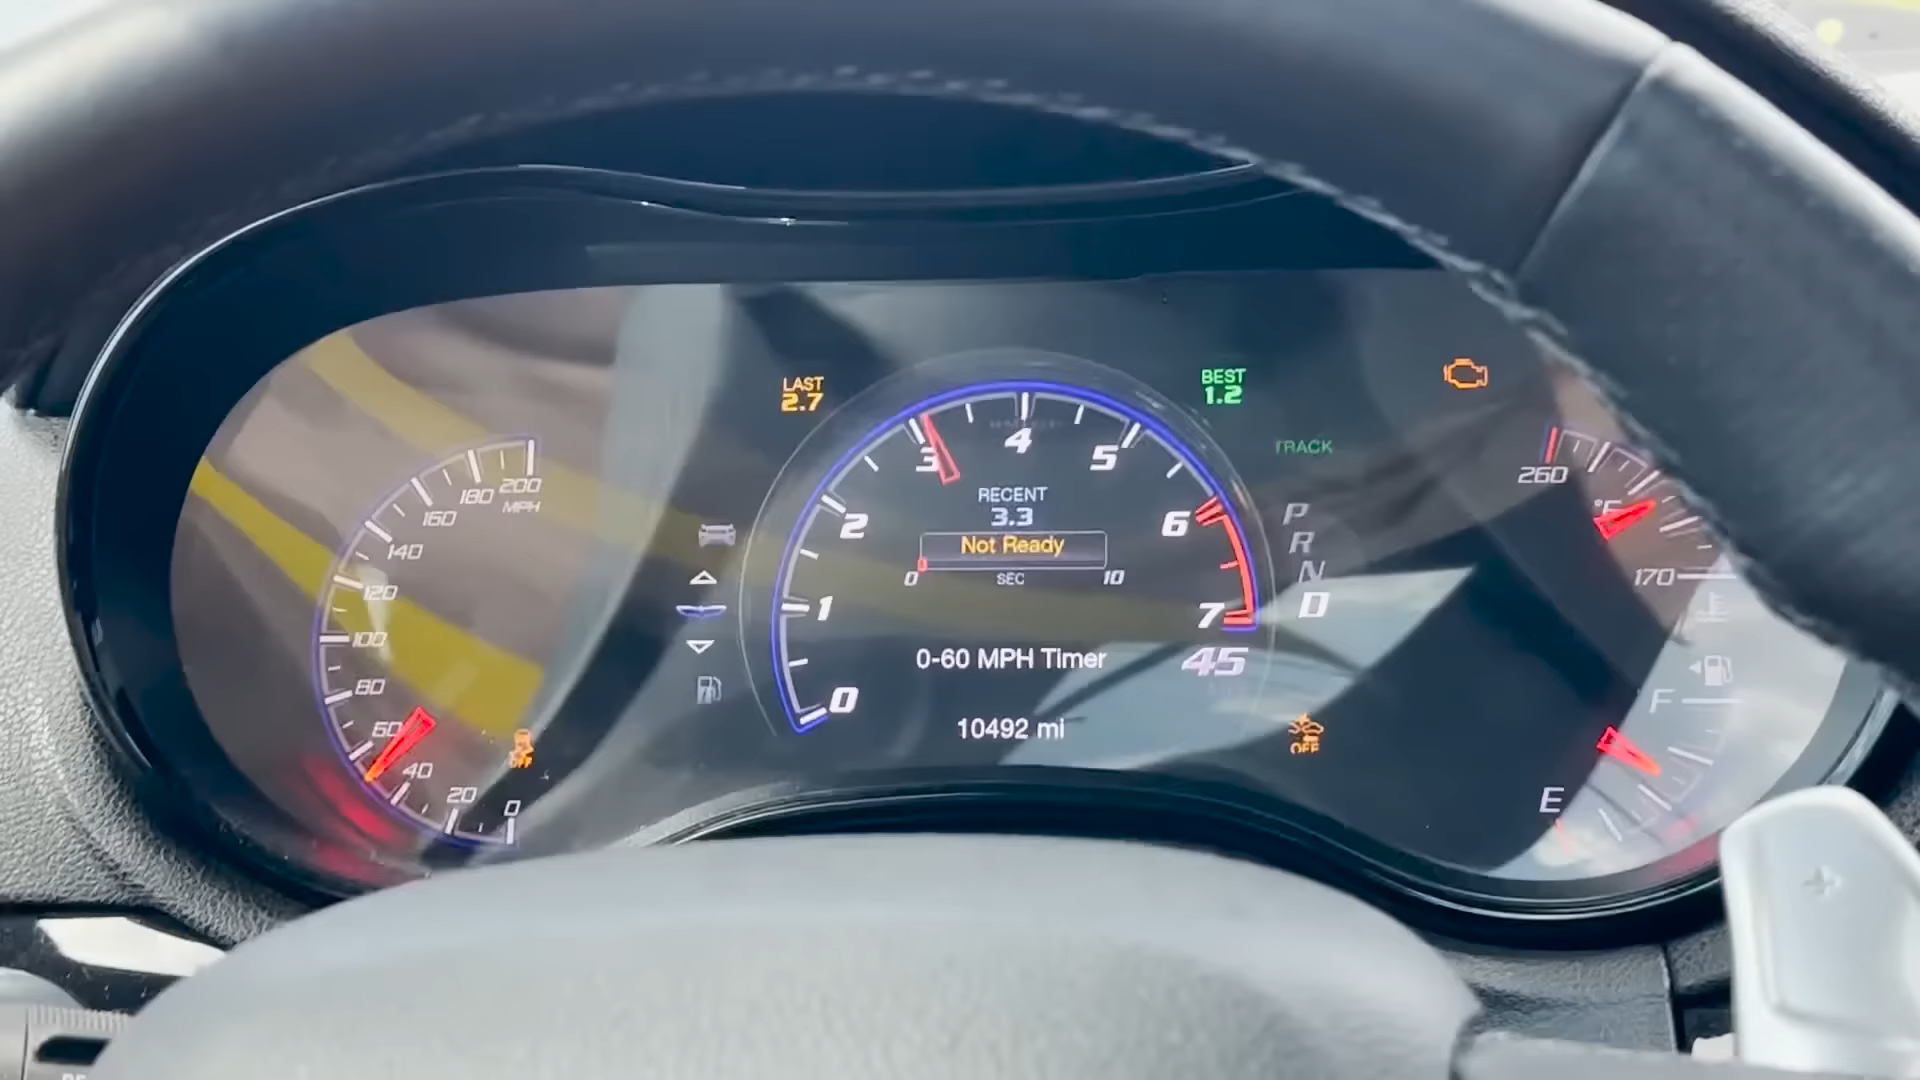 LAST
2.7
BEST
1.2
TRACK
200
180
MPH
160
140
120
100
80
60
40
20
0
OFF
0
1
2
3
4
5
6
7
RECENT
3.3
Not Ready
0 SEC 10
0-60 MPH Timer
45
10492 mi
P
R
N
D
OFF
260
°F
170
F
E
+